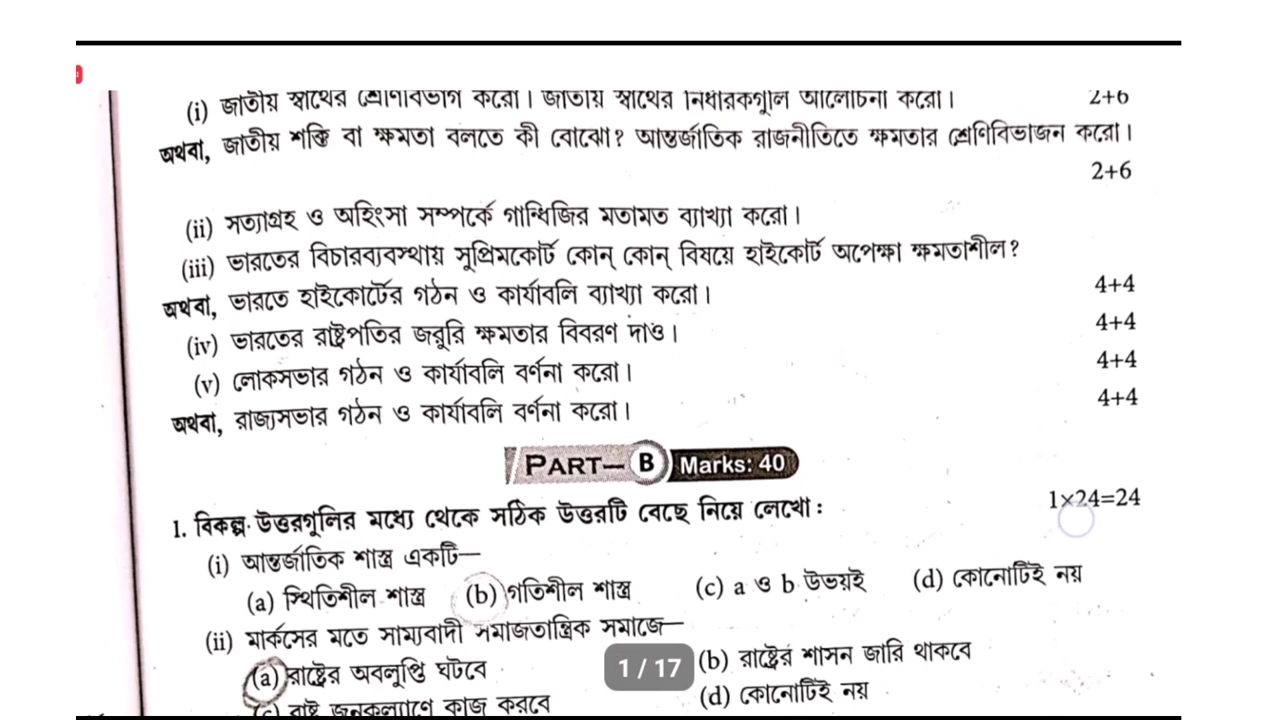 (i) জাতীয় স্বার্থের শ্রেণিবিভাগ করো। জাতীয় স্বার্থের নির্ধারকগুলি আলোচনা করো। 2+6
অথবা, জাতীয় শক্তি বা ক্ষমতা বলতে কী বোঝো? আন্তর্জাতিক রাজনীতিতে ক্ষমতার শ্রেণিবিভাজন করো।
2+6
(ii) সত্যাগ্রহ ও অহিংসা সম্পর্কে গান্ধিজির মতামত ব্যাখ্যা করো।
(iii) ভারতের বিচারব্যবস্থায় সুপ্রিমকোর্ট কোন্ কোন্ বিষয়ে হাইকোর্ট অপেক্ষা ক্ষমতাশীল?
অথবা, ভারতে হাইকোর্টের গঠন ও কার্যাবলি ব্যাখ্যা করো। 4+4
(iv) ভারতের রাষ্ট্রপতির জরুরি ক্ষমতার বিবরণ দাও। 4+4
(v) লোকসভার গঠন ও কার্যাবলি বর্ণনা করো। 4+4
অথবা, রাজ্যসভার গঠন ও কার্যাবলি বর্ণনা করো। 4+4
PART— B Marks: 40
1. বিকল্প উত্তরগুলির মধ্যে থেকে সঠিক উত্তরটি বেছে নিয়ে লেখো : 1×24=24
(i) আন্তর্জাতিক শাস্ত্র একটি—
(a) স্থিতিশীল শাস্ত্র (b) গতিশীল শাস্ত্র (c) a ও b উভয়ই (d) কোনোটিই নয়
(ii) মার্কসের মতে সাম্যবাদী সমাজতান্ত্রিক সমাজে—
(a) রাষ্ট্রের অবলুপ্তি ঘটবে (b) রাষ্ট্রের শাসন জারি থাকবে
(c) রাষ্ট্র জনকল্যাণে কাজ করবে (d) কোনোটিই নয়
1 / 17